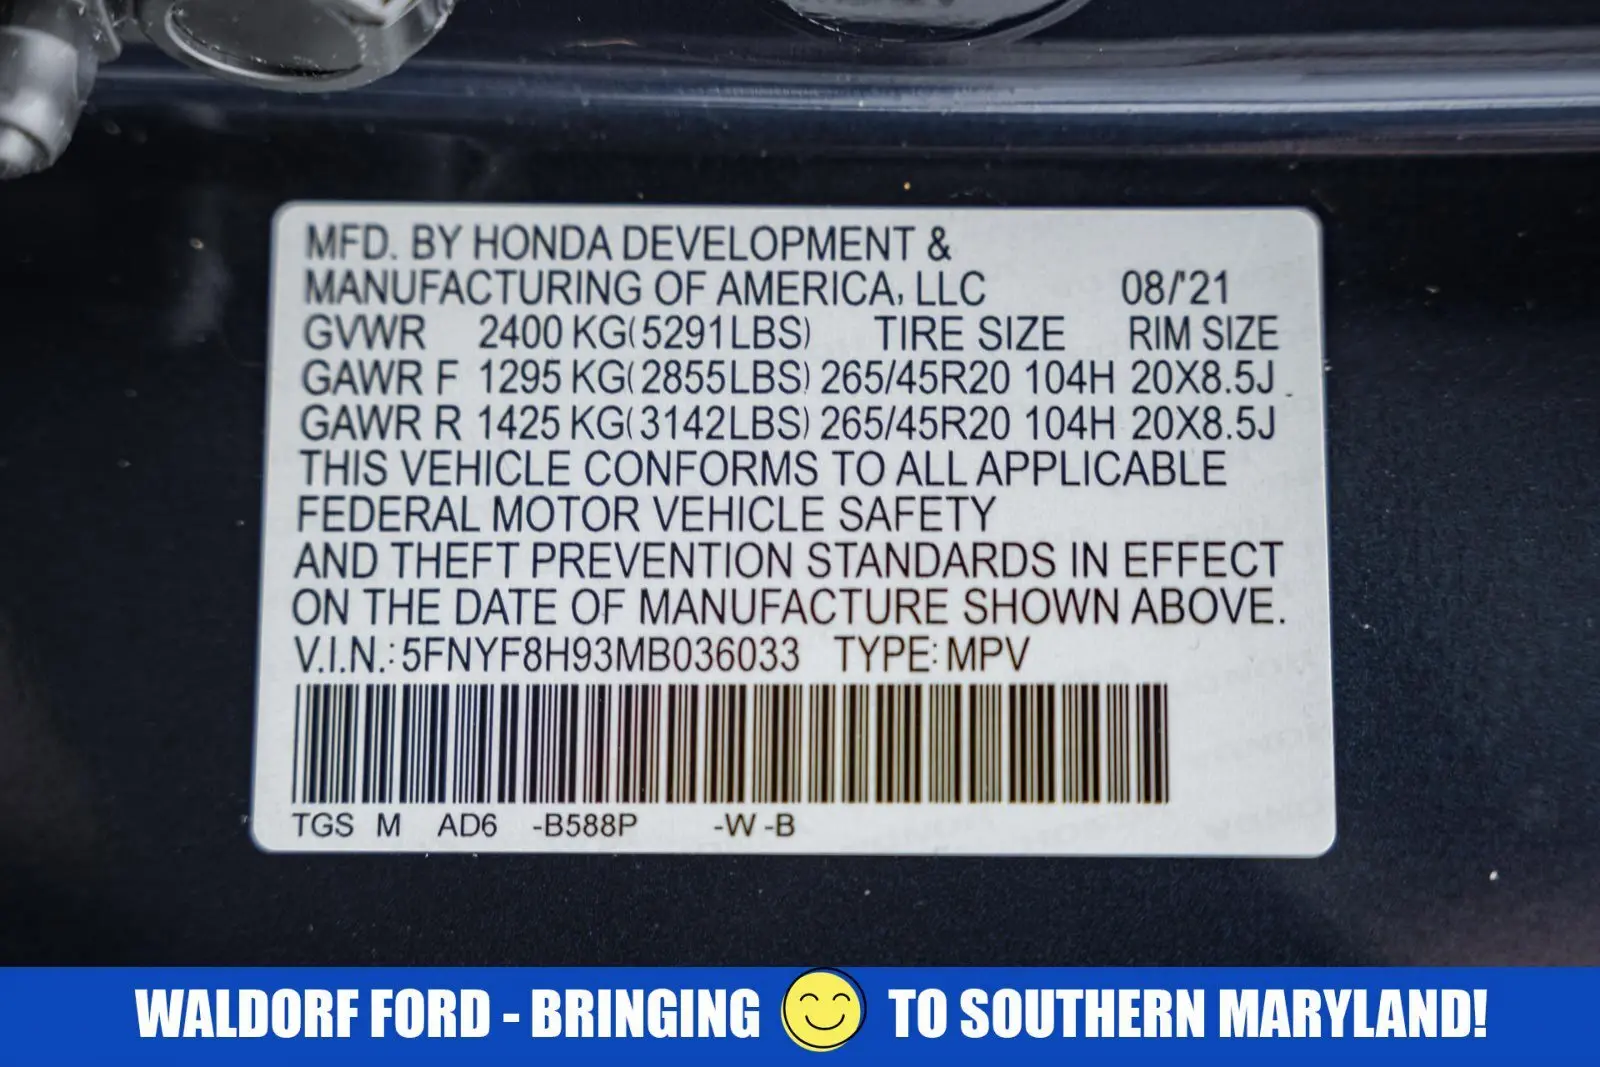 MFD. BY HONDA DEVELOPMENT &
MANUFACTURING OF AMERICA, LLC 08/'21
GVWR 2400 KG(5291LBS) TIRE SIZE RIM SIZE
GAWR F 1295 KG(2855LBS) 265/45R20 104H 20X8.5J
GAWR R 1425 KG(3142LBS) 265/45R20 104H 20X8.5J
THIS VEHICLE CONFORMS TO ALL APPLICABLE
FEDERAL MOTOR VEHICLE SAFETY
AND THEFT PREVENTION STANDARDS IN EFFECT
ON THE DATE OF MANUFACTURE SHOWN ABOVE.
V.I.N.: 5FNYF8H93MB036033 TYPE: MPV
TGS M AD6 -B588P -W -B
WALDORF FORD - BRINGING TO SOUTHERN MARYLAND!